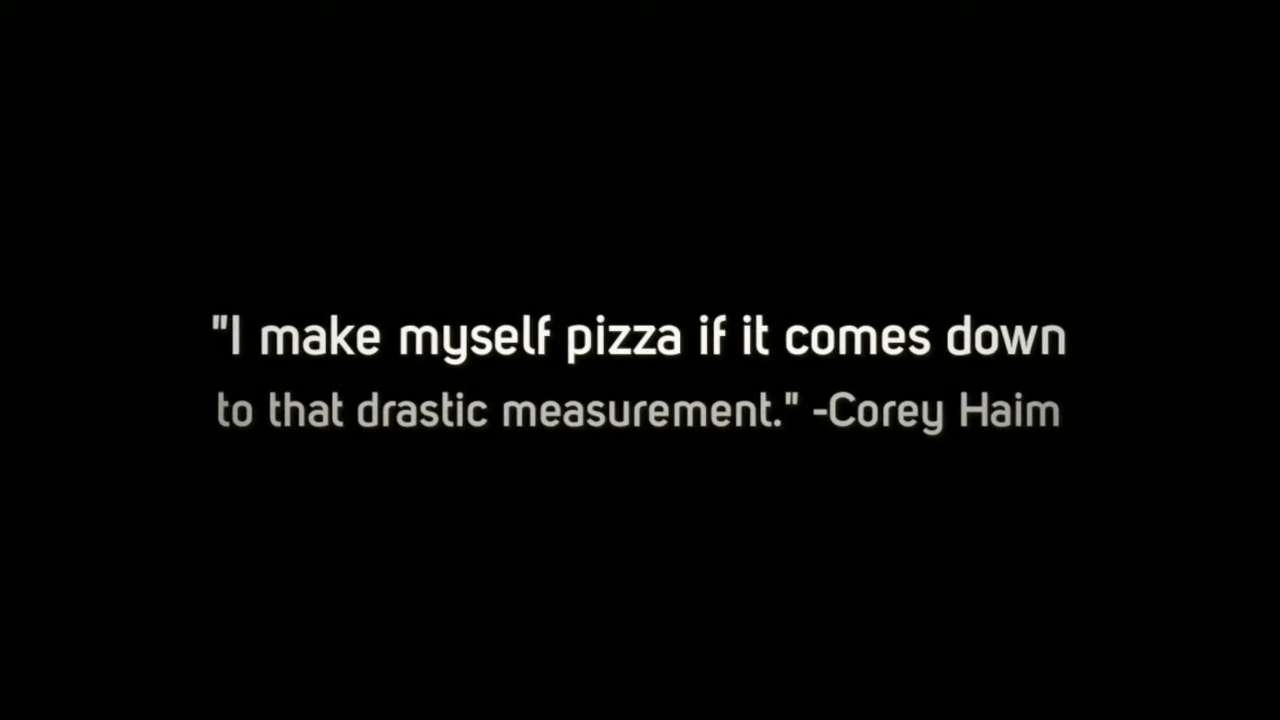 "I make myself pizza if it comes down
to that drastic measurement." -Corey Haim